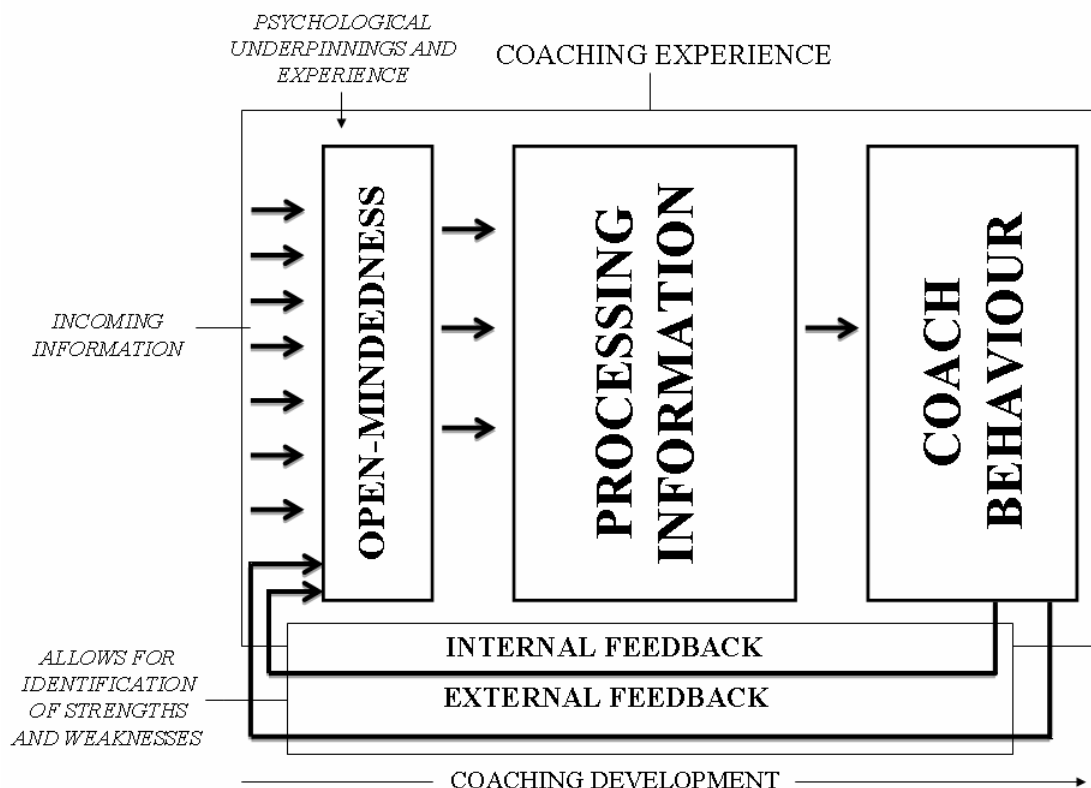 PSYCHOLOGICAL
UNDERPINNINGS AND
EXPERIENCE
COACHING EXPERIENCE
INCOMING
INFORMATION
OPEN-MINDEDNESS
PROCESSING
INFORMATION
COACH
BEHAVIOUR
INTERNAL FEEDBACK
EXTERNAL FEEDBACK
ALLOWS FOR
IDENTIFICATION
OF STRENGTHS
AND WEAKNESSES
COACHING DEVELOPMENT